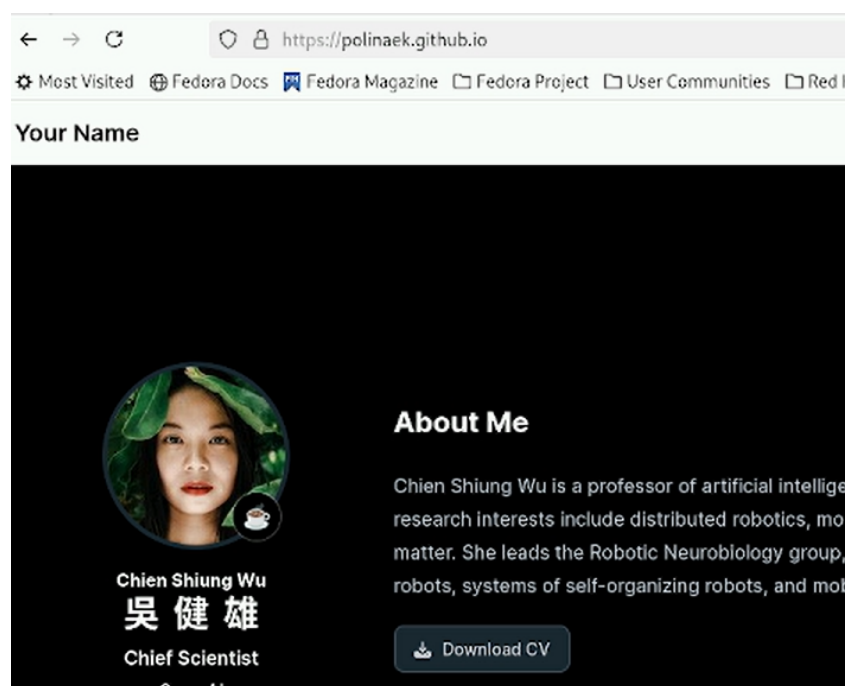 https://polinaek.github.io
Most Visited Fedora Docs Fedora Magazine Fedora Project User Communities Red
Your Name
About Me
Chien Shiung Wu is a professor of artificial intellige
research interests include distributed robotics, mo
matter. She leads the Robotic Neurobiology group,
robots, systems of self-organizing robots, and mob
Download CV
Chien Shiung Wu
吳健雄
Chief Scientist